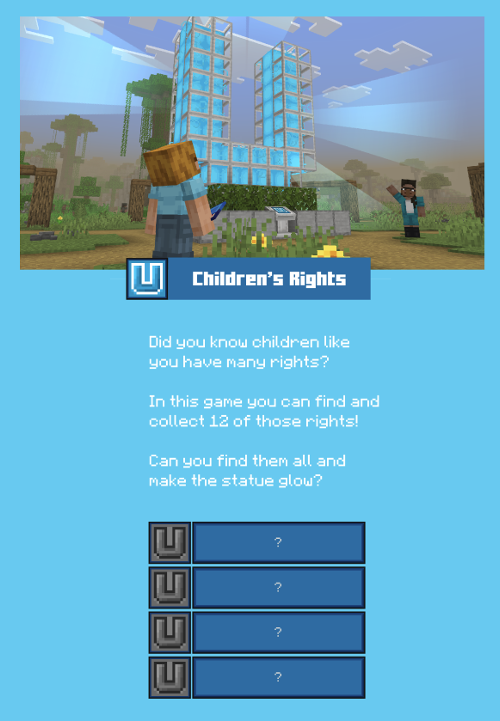 U Children's Rights
Did you know children like
you have many rights?
In this game you can find and
collect 12 of those rights!
Can you find them all and
make the statue glow?
U ?
U ?
U ?
U ?